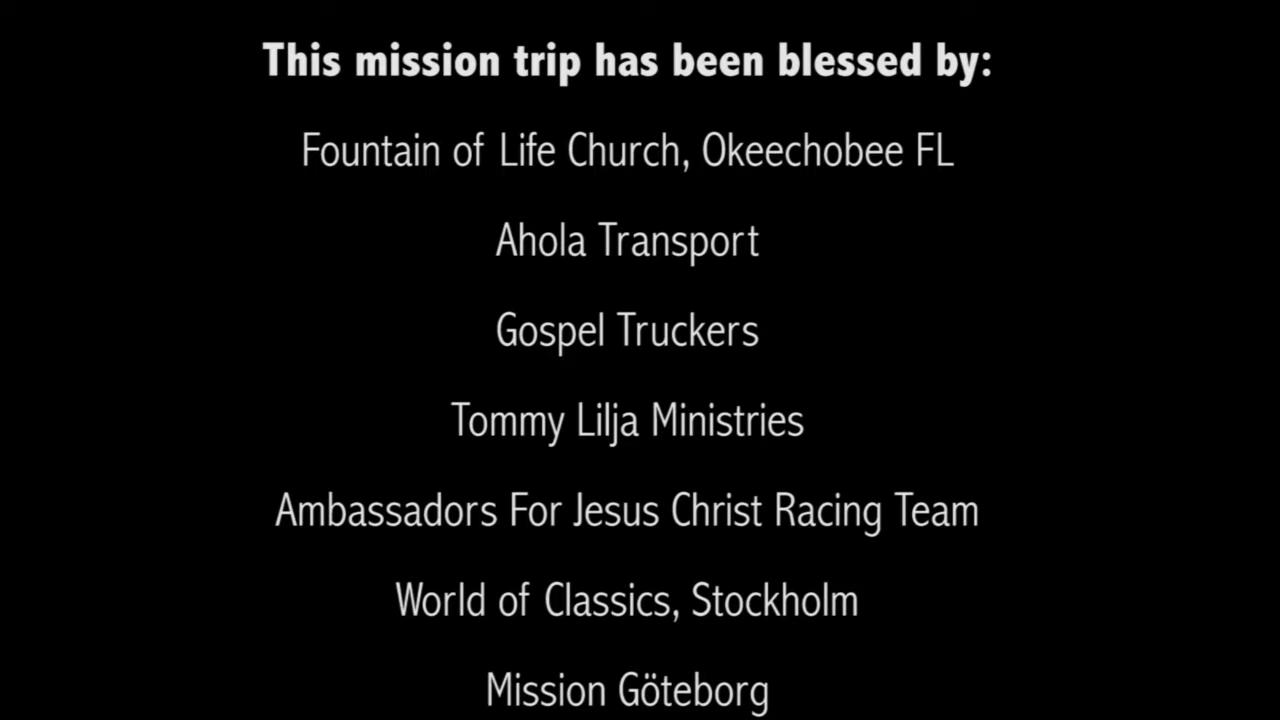 This mission trip has been blessed by:
Fountain of Life Church, Okeechobee FL
Ahola Transport
Gospel Truckers
Tommy Lilja Ministries
Ambassadors For Jesus Christ Racing Team
World of Classics, Stockholm
Mission Göteborg